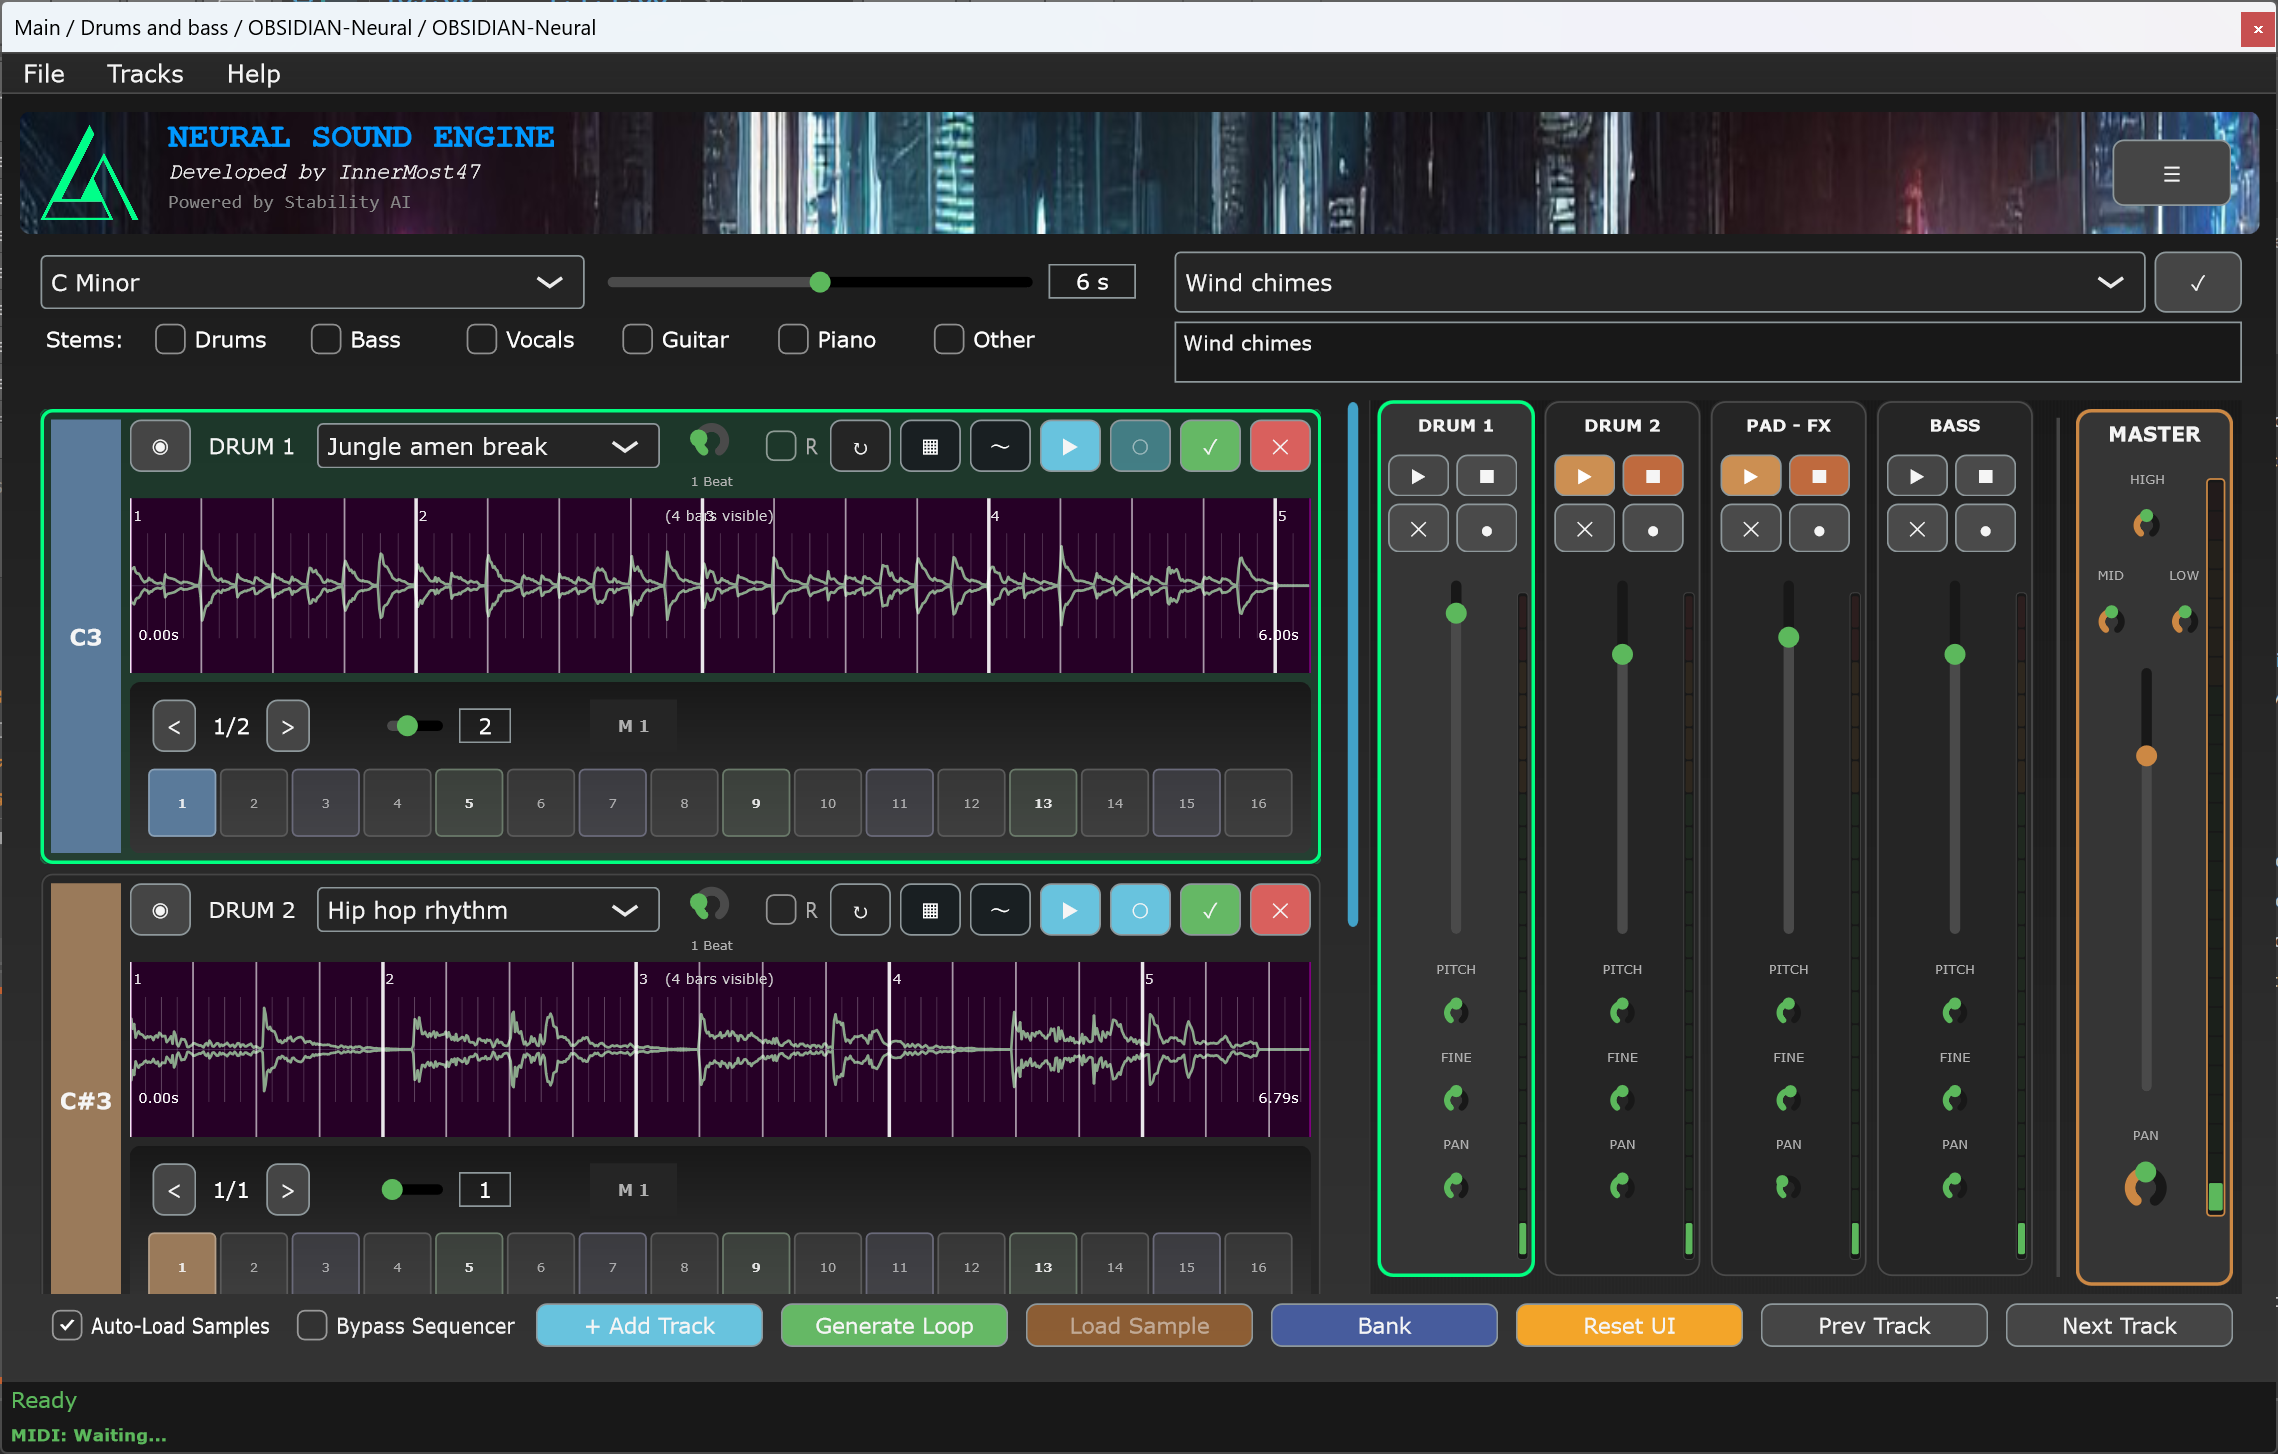 Main / Drums and bass / OBSIDIAN-Neural / OBSIDIAN-Neural
File Tracks Help
NEURAL SOUND ENGINE
Developed by InnerMost47
Powered by Stability AI
C Minor
6 s
Wind chimes
Stems: Drums Bass Vocals Guitar Piano Other
Wind chimes
DRUM 1
Jungle amen break
R
1 Beat
1 2 (4 bars visible) 3 4 5
0.00s 6.00s
C3
< 1/2 > 2 M 1
1 2 3 4 5 6 7 8 9 10 11 12 13 14 15 16
DRUM 2
Hip hop rhythm
R
1 Beat
1 2 3 (4 bars visible) 4 5
0.00s 6.79s
C#3
< 1/1 > 1 M 1
1 2 3 4 5 6 7 8 9 10 11 12 13 14 15 16
DRUM 1 DRUM 2 PAD - FX BASS
PITCH PITCH PITCH PITCH
FINE FINE FINE FINE
PAN PAN PAN PAN
MASTER
HIGH
MID LOW
PAN
Auto-Load Samples Bypass Sequencer + Add Track Generate Loop Load Sample Bank Reset UI Prev Track Next Track
Ready
MIDI: Waiting...